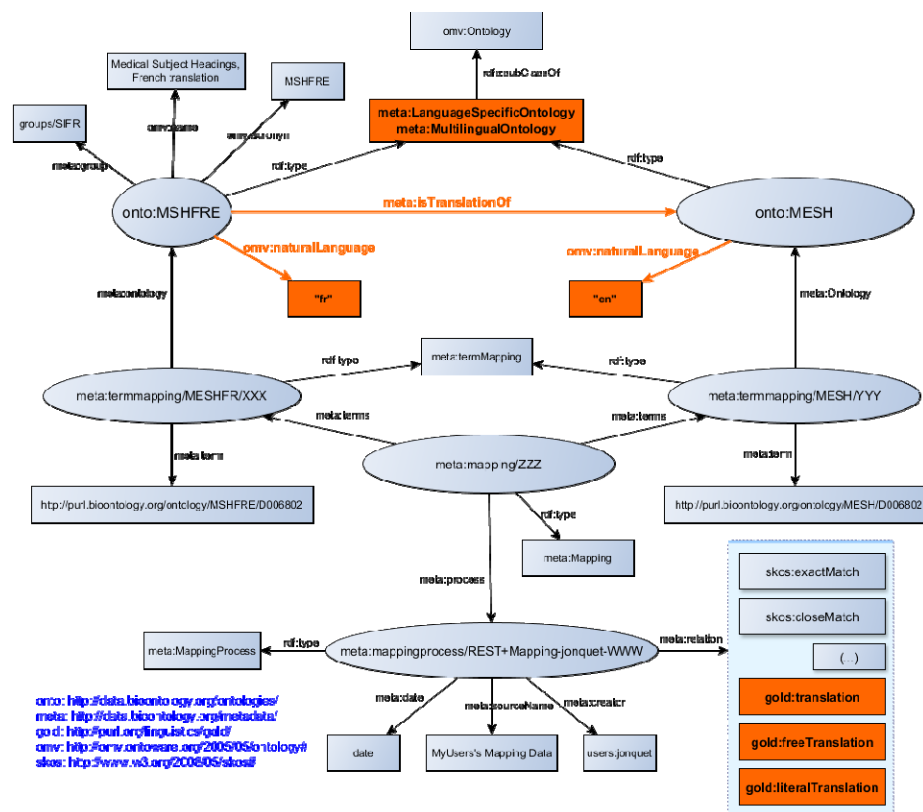 omv:Ontology
rdf:subClassOf
Medical Subject Headings,
French translation
MSHFRE
meta:LanguageSpecificOntology
meta:MultilingualOntology
groups/SIFR
omv:name
omv:acronym
meta:group
rdf:type
rdf:type
onto:MSHFRE
meta:isTranslationOf
onto:MESH
omv:naturalLanguage
omv:naturalLanguage
meta:ontology
"fr"
"en"
meta:Ontology
rdf:type
meta:termMapping
rdf:type
meta:termmapping/MESHFR/XXX
meta:termmapping/MESH/YYY
meta:terms
meta:terms
meta:term
meta:mapping/ZZZ
meta:term
http://purl.bioontology.org/ontology/MSHFRE/D006802
http://purl.bioontology.org/ontology/MESH/D006802
rdf:type
meta:Mapping
meta:process
skos:exactMatch
skos:closeMatch
(...)
meta:MappingProcess
rdf:type
meta:mappingprocess/REST+Mapping-jonquet-WWW
meta:relation
gold:translation
gold:freeTranslation
gold:literalTranslation
meta:date
meta:sourceName
meta:creator
date
MyUsers's Mapping Data
users:jonquet
onto: http://data.bioontology.org/ontologies/
meta: http://data.bioontology.org/metadata/
gold: http://purl.org/linguistics/gold/
omv: http://omv.ontoware.org/2005/05/ontology#
skos: http://www.w3.org/2008/05/skos#